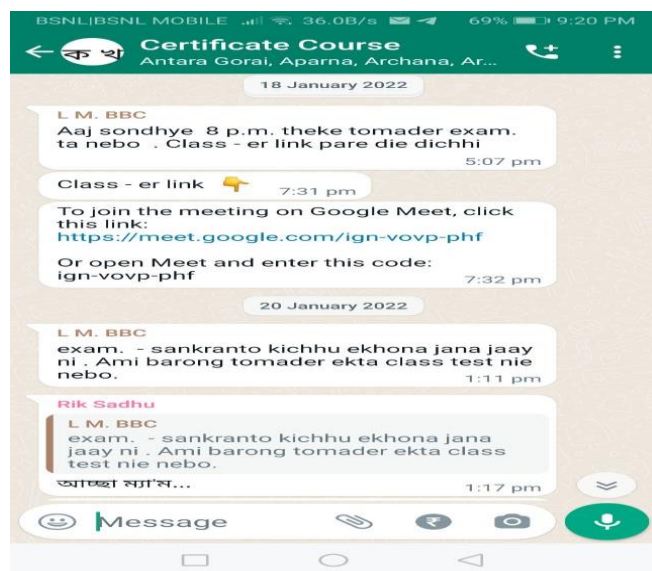 BSNL|BSNL MOBILE 36.0B/s 69% 9:20 PM
ক খ
Certificate Course
Antara Gorai, Aparna, Archana, Ar...
18 January 2022
L M. BBC
Aaj sondhye 8 p.m. theke tomader exam.
ta nebo . Class - er link pare die dichhi
5:07 pm
Class - er link 👇 7:31 pm
To join the meeting on Google Meet, click
this link:
https://meet.google.com/ign-vovp-phf
Or open Meet and enter this code:
ign-vovp-phf
7:32 pm
20 January 2022
L M. BBC
exam. - sankranto kichhu ekhona jana jaay
ni . Ami barong tomader ekta class test nie
nebo.
1:11 pm
Rik Sadhu
L M. BBC
exam. - sankranto kichhu ekhona jana
jaay ni . Ami barong tomader ekta class
test nie nebo.
আচ্ছা ম্যা'ম... 1:17 pm
Message